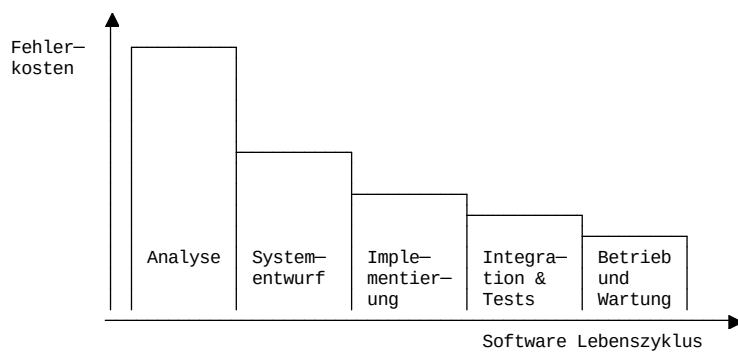 Fehler—
kosten
Analyse
System—
entwurf
Imple—
mentier—
ung
Integra—
tion &
Tests
Betrieb
und
Wartung
Software Lebenszyklus